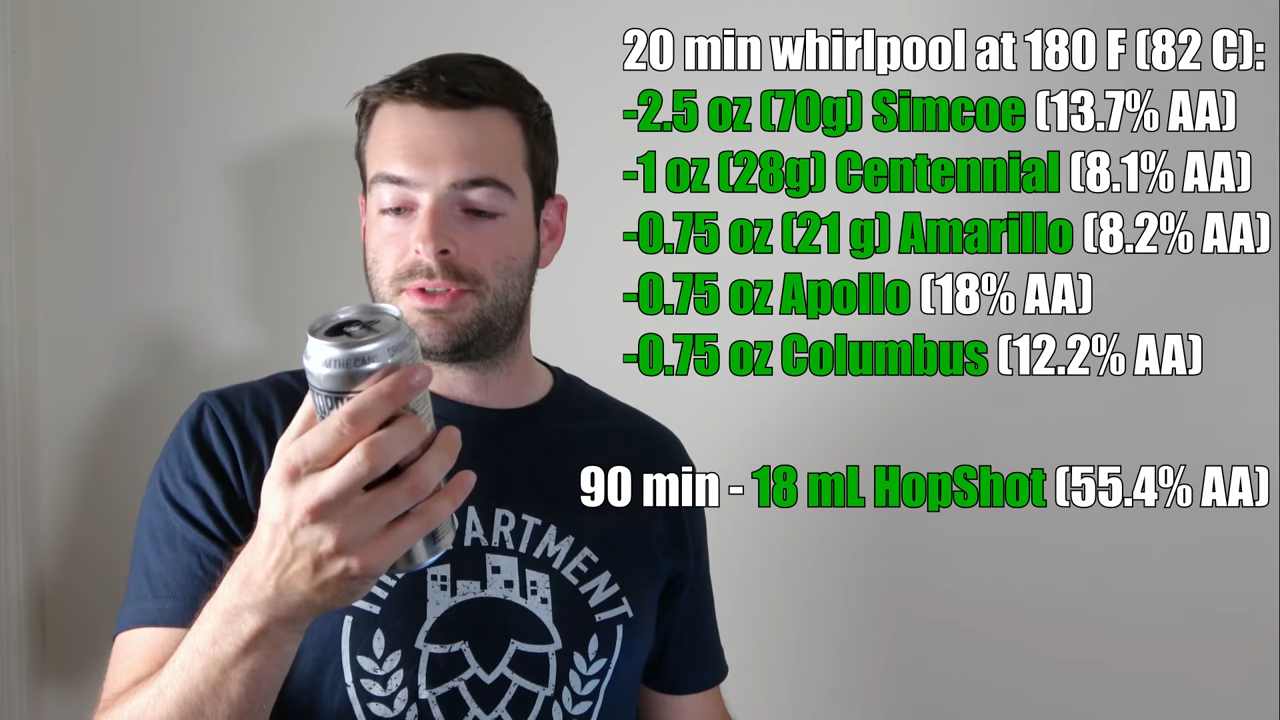 20 min whirlpool at 180 F (82 C):
-2.5 oz (70g) Simcoe (13.7% AA)
-1 oz (28g) Centennial (8.1% AA)
-0.75 oz (21 g) Amarillo (8.2% AA)
-0.75 oz Apollo (18% AA)
-0.75 oz Columbus (12.2% AA)
90 min - 18 mL HopShot (55.4% AA)
THE CAN!